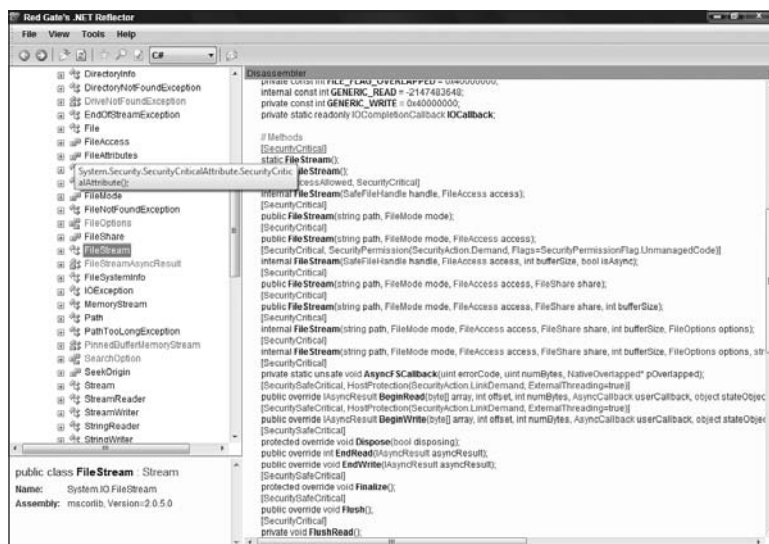 Red Gate's .NET Reflector
File View Tools Help
C#
DirectoryInfo
DirectoryNotFoundException
DriveNotFoundException
EndOfStreamException
File
FileAccess
FileAttributes
System.Security.SecurityCriticalAttribute.SecurityCritic
alAttribute();
FileMode
FileNotFoundException
FileOptions
FileShare
FileStream
FileStreamAsyncResult
FileSystemInfo
IOException
MemoryStream
Path
PathTooLongException
PinnedBufferMemoryStream
SearchOption
SeekOrigin
Stream
StreamReader
StreamWriter
StringReader
StringWriter
public class FileStream : Stream
Name: System.IO.FileStream
Assembly: mscorlib, Version=2.0.5.0
Disassembler
private const int FILE_FLAG_OVERLAPPED = 0x40000000;
internal const int GENERIC_READ = -2147483648;
private const int GENERIC_WRITE = 0x40000000;
private static readonly IOCompletionCallback IOCallback;
// Methods
[SecurityCritical]
static FileStream();
leStream();
ccessAllowed, SecurityCritical]
internal FileStream(SafeFileHandle handle, FileAccess access);
[SecurityCritical]
public FileStream(string path, FileMode mode);
[SecurityCritical]
public FileStream(string path, FileMode mode, FileAccess access);
[SecurityCritical, SecurityPermission(SecurityAction.Demand, Flags=SecurityPermissionFlag.UnmanagedCode)]
internal FileStream(SafeFileHandle handle, FileAccess access, int bufferSize, bool isAsync);
[SecurityCritical]
public FileStream(string path, FileMode mode, FileAccess access, FileShare share);
[SecurityCritical]
public FileStream(string path, FileMode mode, FileAccess access, FileShare share, int bufferSize);
[SecurityCritical]
internal FileStream(string path, FileMode mode, FileAccess access, FileShare share, int bufferSize, FileOptions options);
[SecurityCritical]
internal FileStream(string path, FileMode mode, FileAccess access, FileShare share, int bufferSize, FileOptions options, str
[SecurityCritical]
private static unsafe void AsyncFSCallback(uint errorCode, uint numBytes, NativeOverlapped* pOverlapped);
[SecuritySafeCritical, HostProtection(SecurityAction.LinkDemand, ExternalThreading=true)]
public override IAsyncResult BeginRead(byte[] array, int offset, int numBytes, AsyncCallback userCallback, object stateObjec
[SecuritySafeCritical, HostProtection(SecurityAction.LinkDemand, ExternalThreading=true)]
public override IAsyncResult BeginWrite(byte[] array, int offset, int numBytes, AsyncCallback userCallback, object stateObjec
[SecuritySafeCritical]
protected override void Dispose(bool disposing);
public override int EndRead(IAsyncResult asyncResult);
public override void EndWrite(IAsyncResult asyncResult);
[SecuritySafeCritical]
protected override void Finalize();
[SecuritySafeCritical]
public override void Flush();
[SecurityCritical]
private void FlushRead();